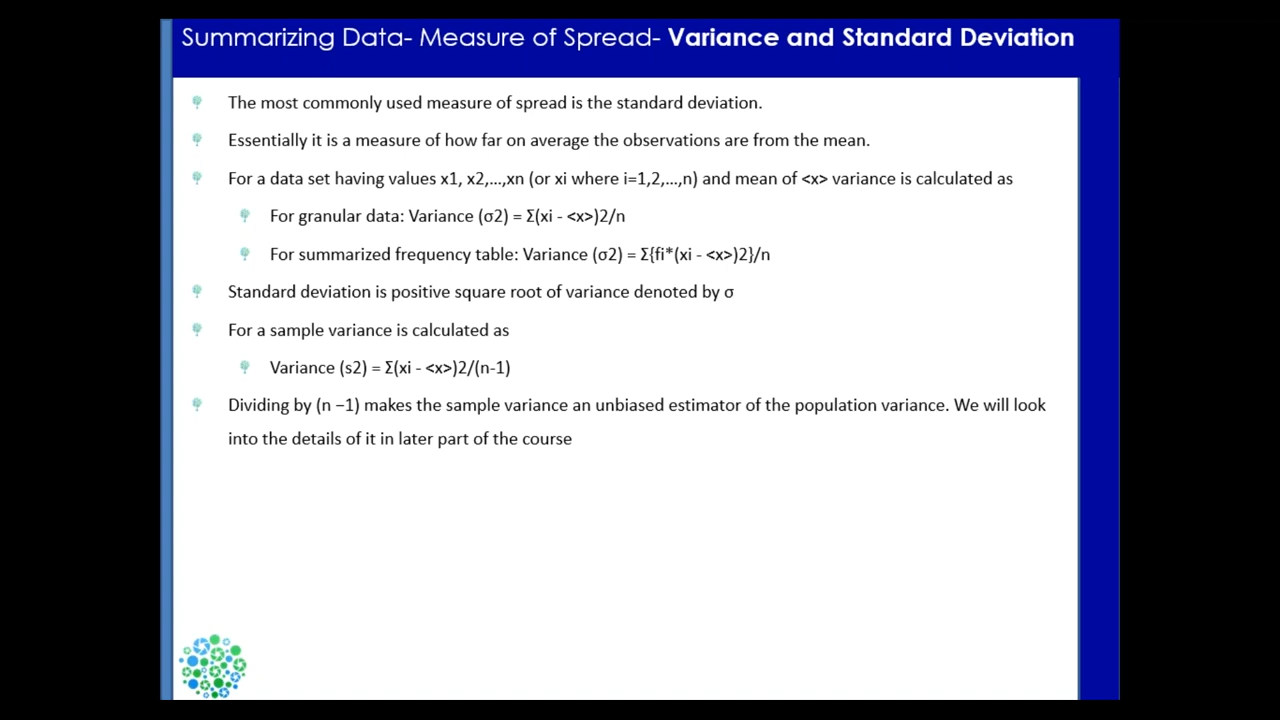 Summarizing Data- Measure of Spread- Variance and Standard Deviation
The most commonly used measure of spread is the standard deviation.
Essentially it is a measure of how far on average the observations are from the mean.
For a data set having values x1, x2,...,xn (or xi where i=1,2,...,n) and mean of <x> variance is calculated as
For granular data: Variance (σ2) = Σ(xi - <x>)2/n
For summarized frequency table: Variance (σ2) = Σ{fi*(xi - <x>)2}/n
Standard deviation is positive square root of variance denoted by σ
For a sample variance is calculated as
Variance (s2) = Σ(xi - <x>)2/(n-1)
Dividing by (n −1) makes the sample variance an unbiased estimator of the population variance. We will look
into the details of it in later part of the course